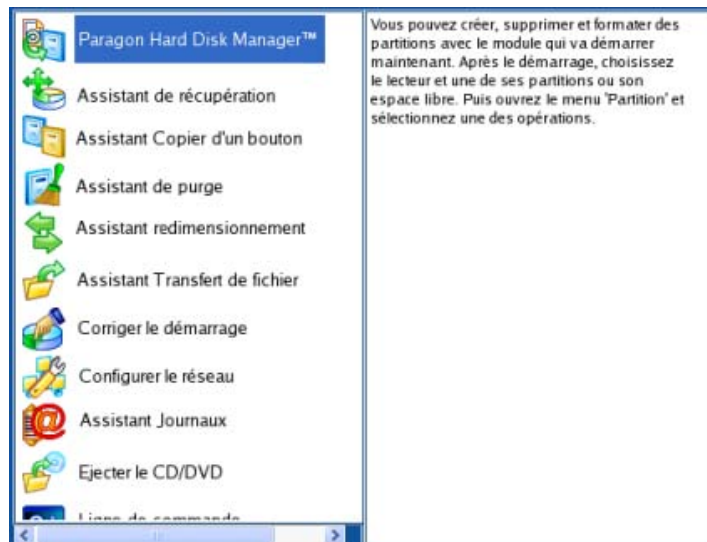 Paragon Hard Disk Manager™
Assistant de récupération
Assistant Copier d'un bouton
Assistant de purge
Assistant redimensionnement
Assistant Transfert de fichier
Corriger le démarrage
Configurer le réseau
Assistant Journaux
Ejecter le CD/DVD
Ligne de commande
Vous pouvez créer, supprimer et formater des
partitions avec le module qui va démarrer
maintenant. Après le démarrage, choisissez
le lecteur et une de ses partitions ou son
espace libre. Puis ouvrez le menu 'Partition' et
sélectionnez une des opérations.